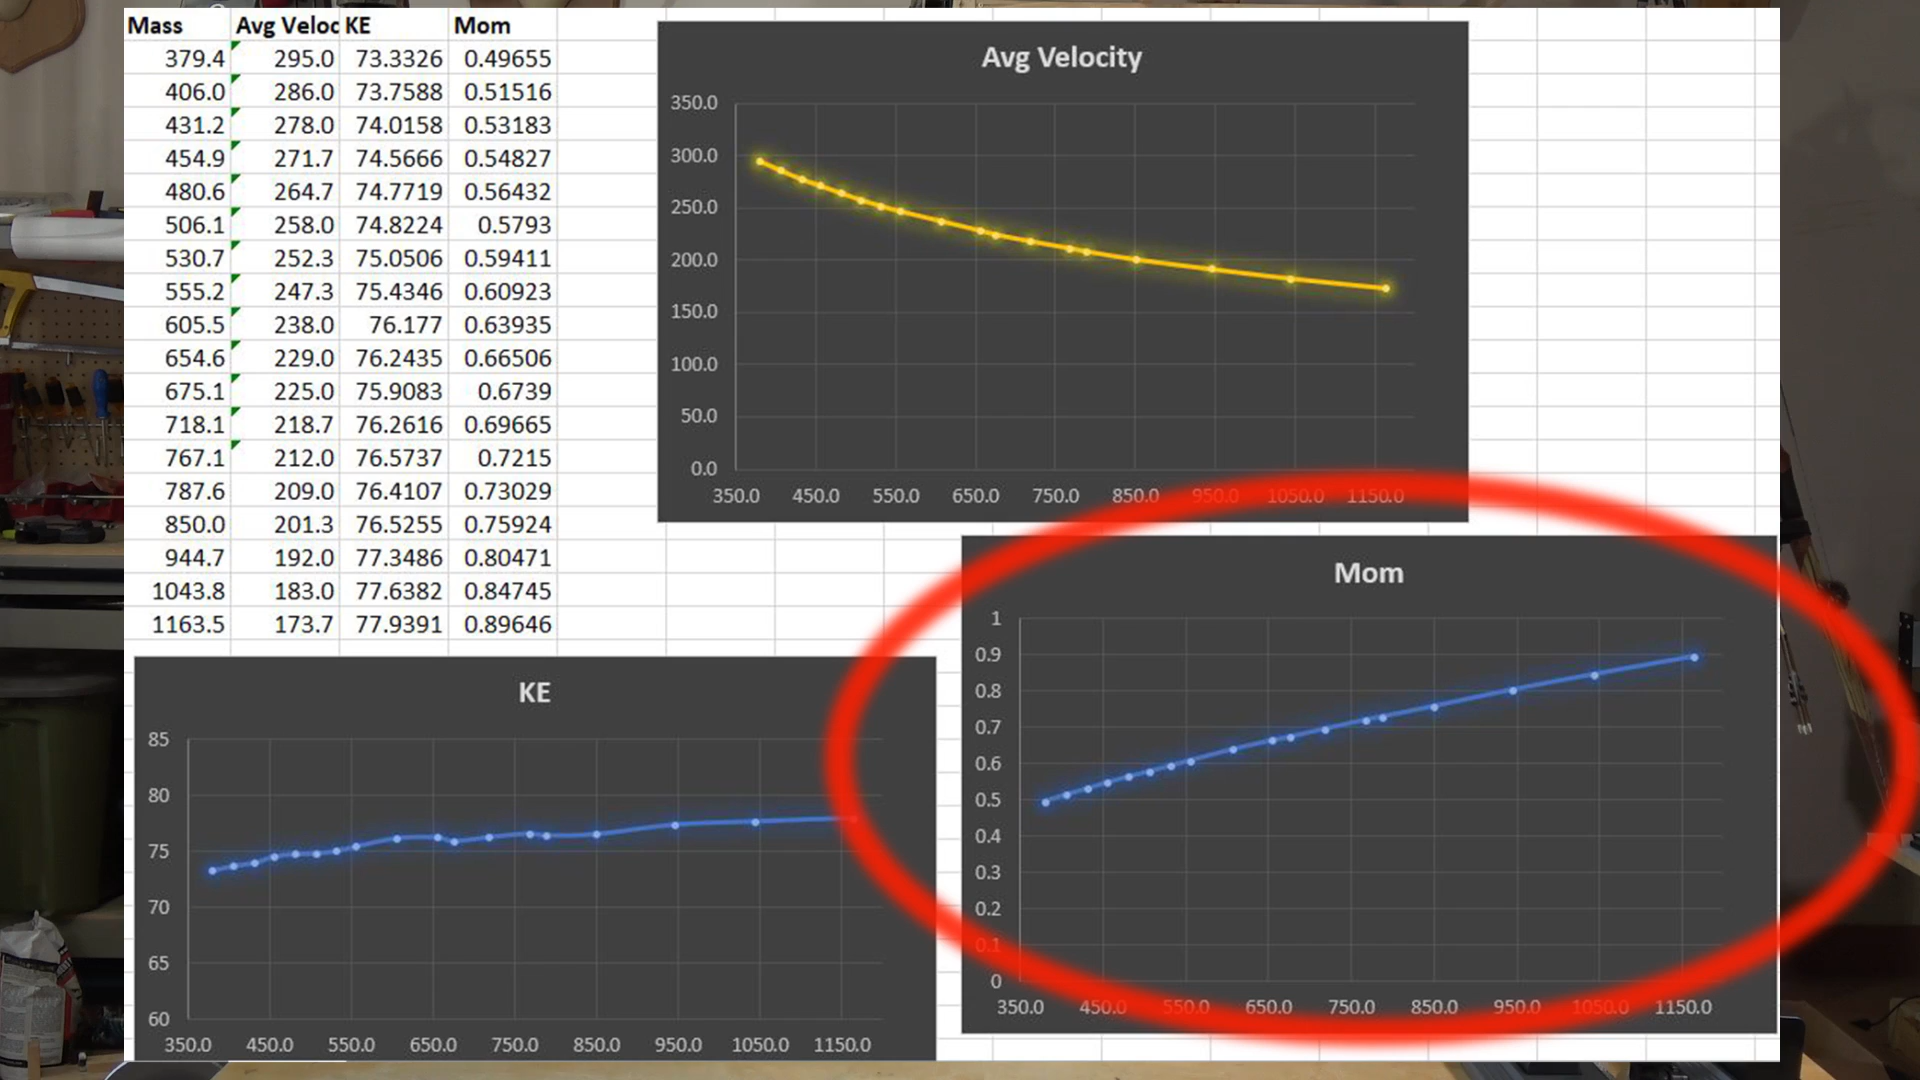 Mass Avg Veloc KE Mom
379.4 295.0 73.3326 0.49655
406.0 286.0 73.7588 0.51516
431.2 278.0 74.0158 0.53183
454.9 271.7 74.5666 0.54827
480.6 264.7 74.7719 0.56432
506.1 258.0 74.8224 0.5793
530.7 252.3 75.0506 0.59411
555.2 247.3 75.4346 0.60923
605.5 238.0 76.177 0.63935
654.6 229.0 76.2435 0.66506
675.1 225.0 75.9083 0.6739
718.1 218.7 76.2616 0.69665
767.1 212.0 76.5737 0.7215
787.6 209.0 76.4107 0.73029
850.0 201.3 76.5255 0.75924
944.7 192.0 77.3486 0.80471
1043.8 183.0 77.6382 0.84745
1163.5 173.7 77.9391 0.89646
Avg Velocity
350.0
300.0
250.0
200.0
150.0
100.0
50.0
0.0
350.0 450.0 550.0 650.0 750.0 850.0 950.0 1050.0 1150.0
KE
85
80
75
70
65
60
350.0 450.0 550.0 650.0 750.0 850.0 950.0 1050.0 1150.0
Mom
1
0.9
0.8
0.7
0.6
0.5
0.4
0.3
0.2
0.1
0
350.0 450.0 550.0 650.0 750.0 850.0 950.0 1050.0 1150.0